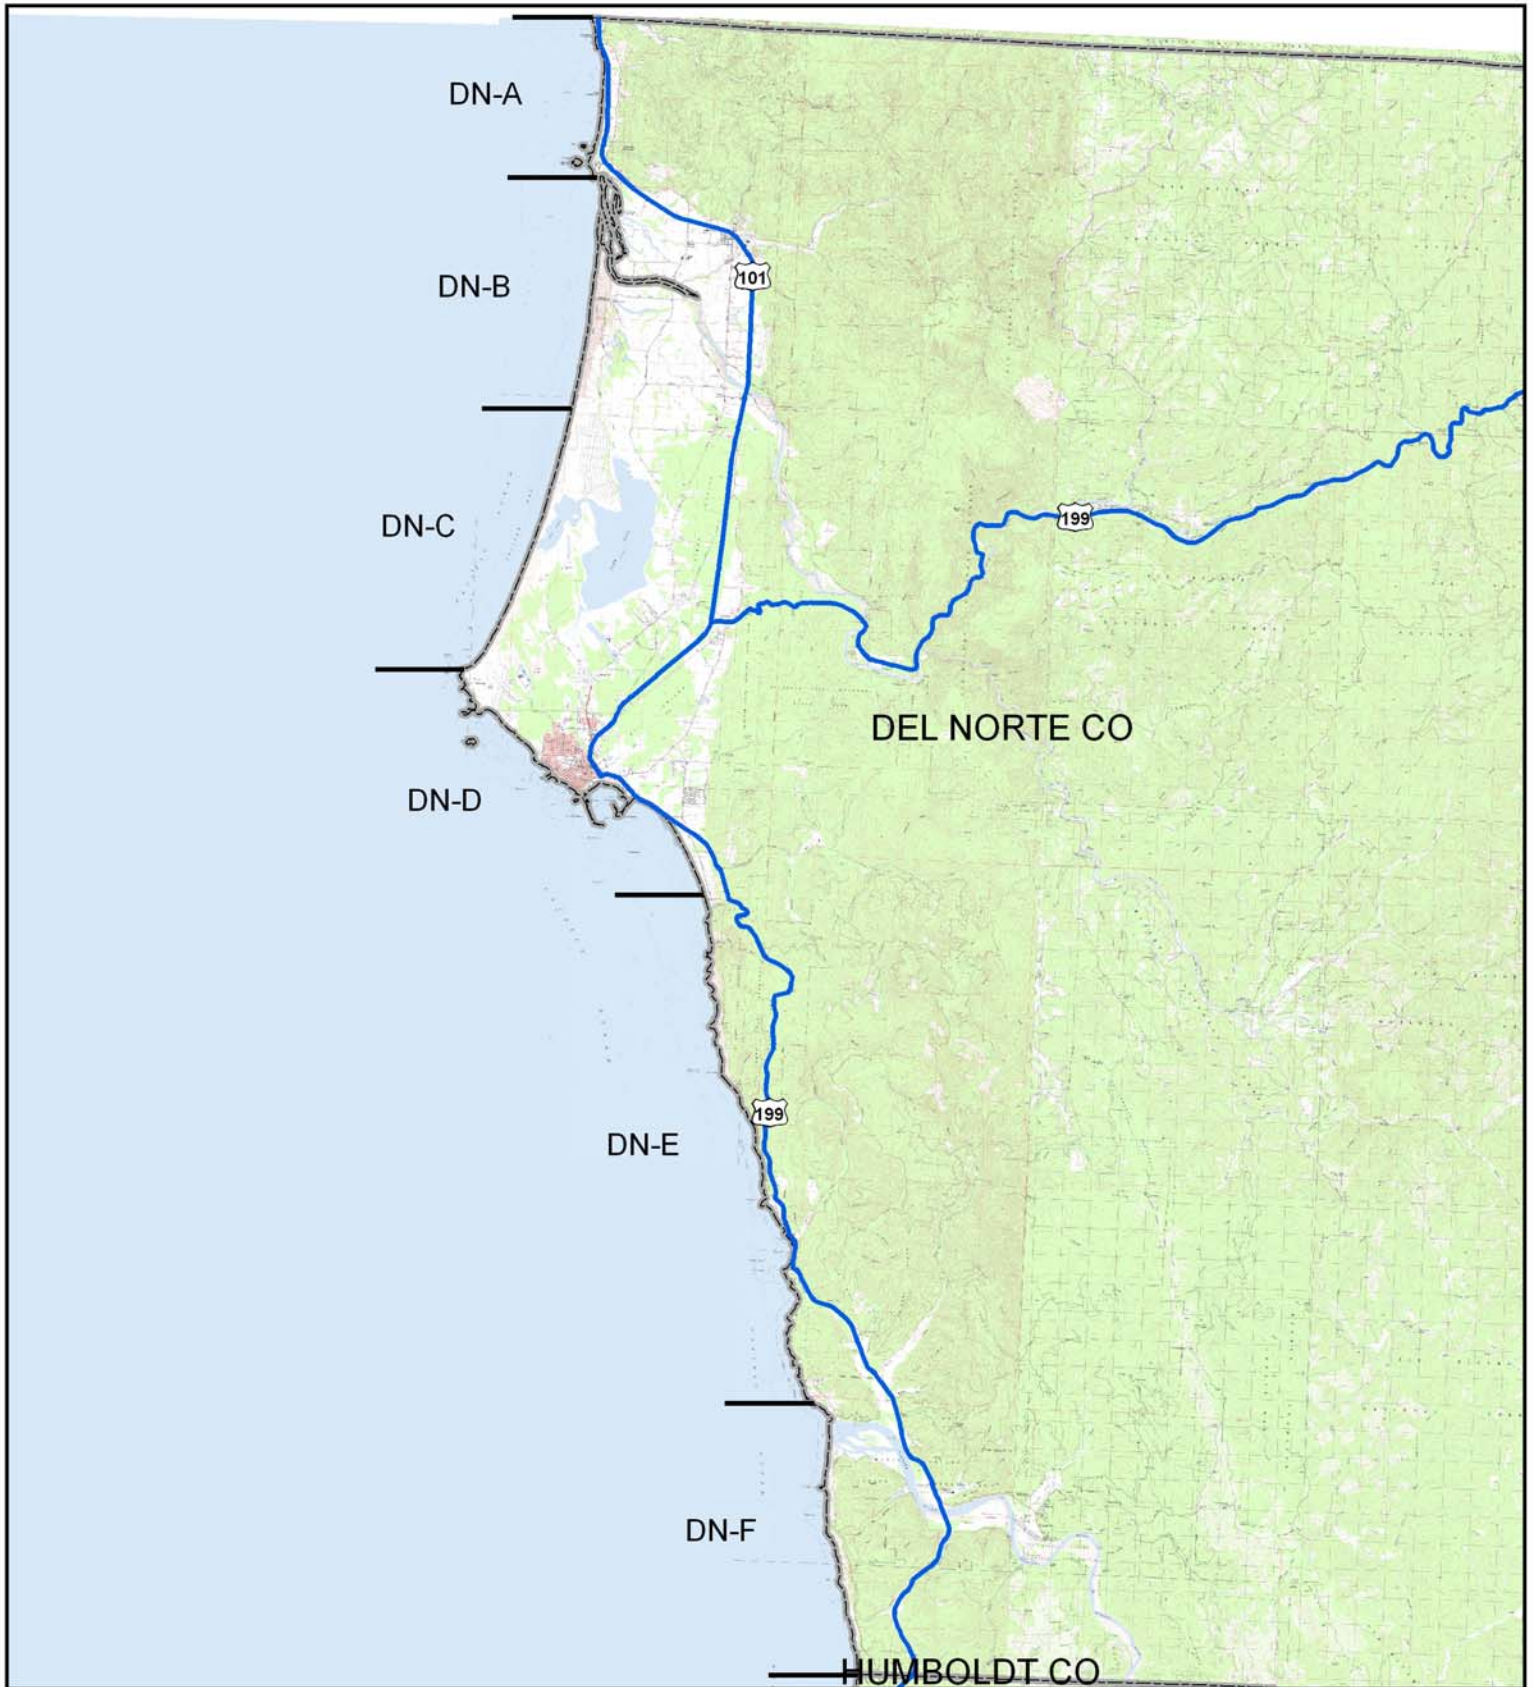 DN-A
DN-B
101
DN-C
199
DEL NORTE CO
DN-D
199
DN-E
DN-F
HUMBOLDT CO